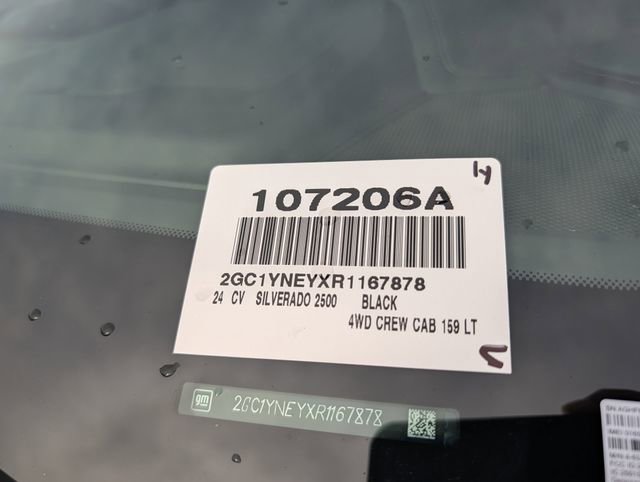 107206A
2GC1YNEYXR1167878
24 CV SILVERADO 2500 BLACK
4WD CREW CAB 159 LT
gm 2GC1YNEYXR1167878